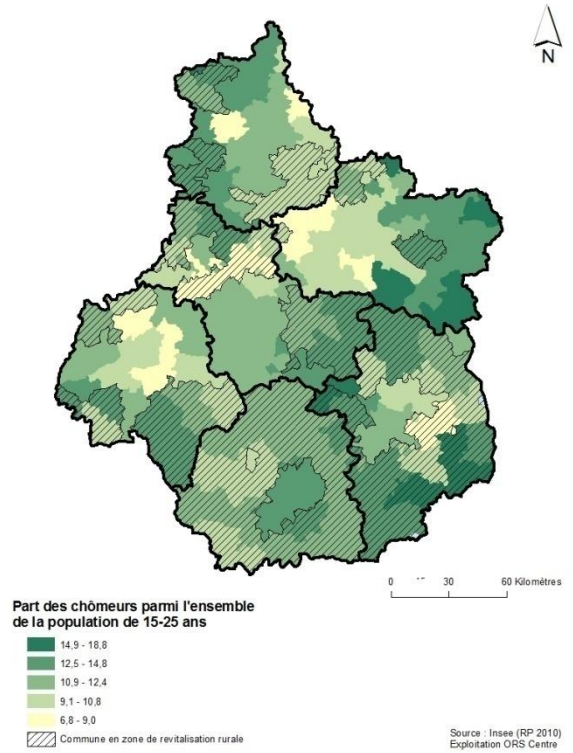 N
0 30 60 Kilomètres
Part des chômeurs parmi l'ensemble
de la population de 15-25 ans
14,9 - 18,8
12,5 - 14,8
10,9 - 12,4
9,1 - 10,8
6,8 - 9,0
Commune en zone de revitalisation rurale
Source : Insee (RP 2010)
Exploitation ORS Centre